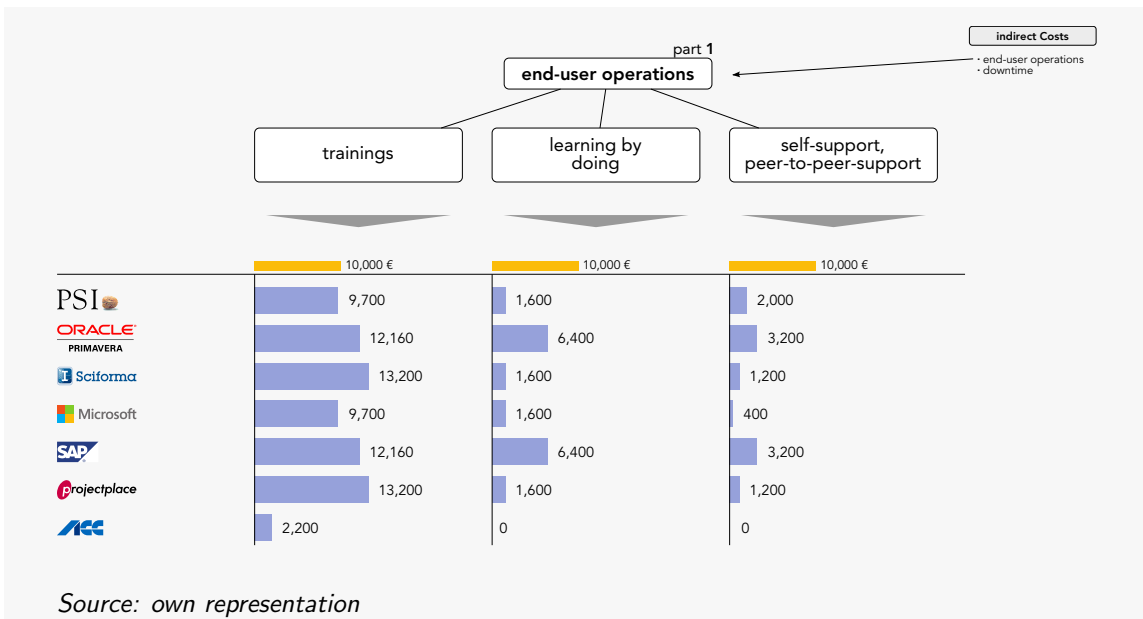 indirect Costs
· end-user operations
· downtime
part 1
end-user operations
trainings
learning by
doing
self-support,
peer-to-peer-support
10,000 € 10,000 € 10,000 €
PSI 9,700 1,600 2,000
ORACLE
PRIMAVERA 12,160 6,400 3,200
Sciforma 13,200 1,600 1,200
Microsoft 9,700 1,600 400
SAP 12,160 6,400 3,200
projectplace 13,200 1,600 1,200
ACC 2,200 0 0
Source: own representation